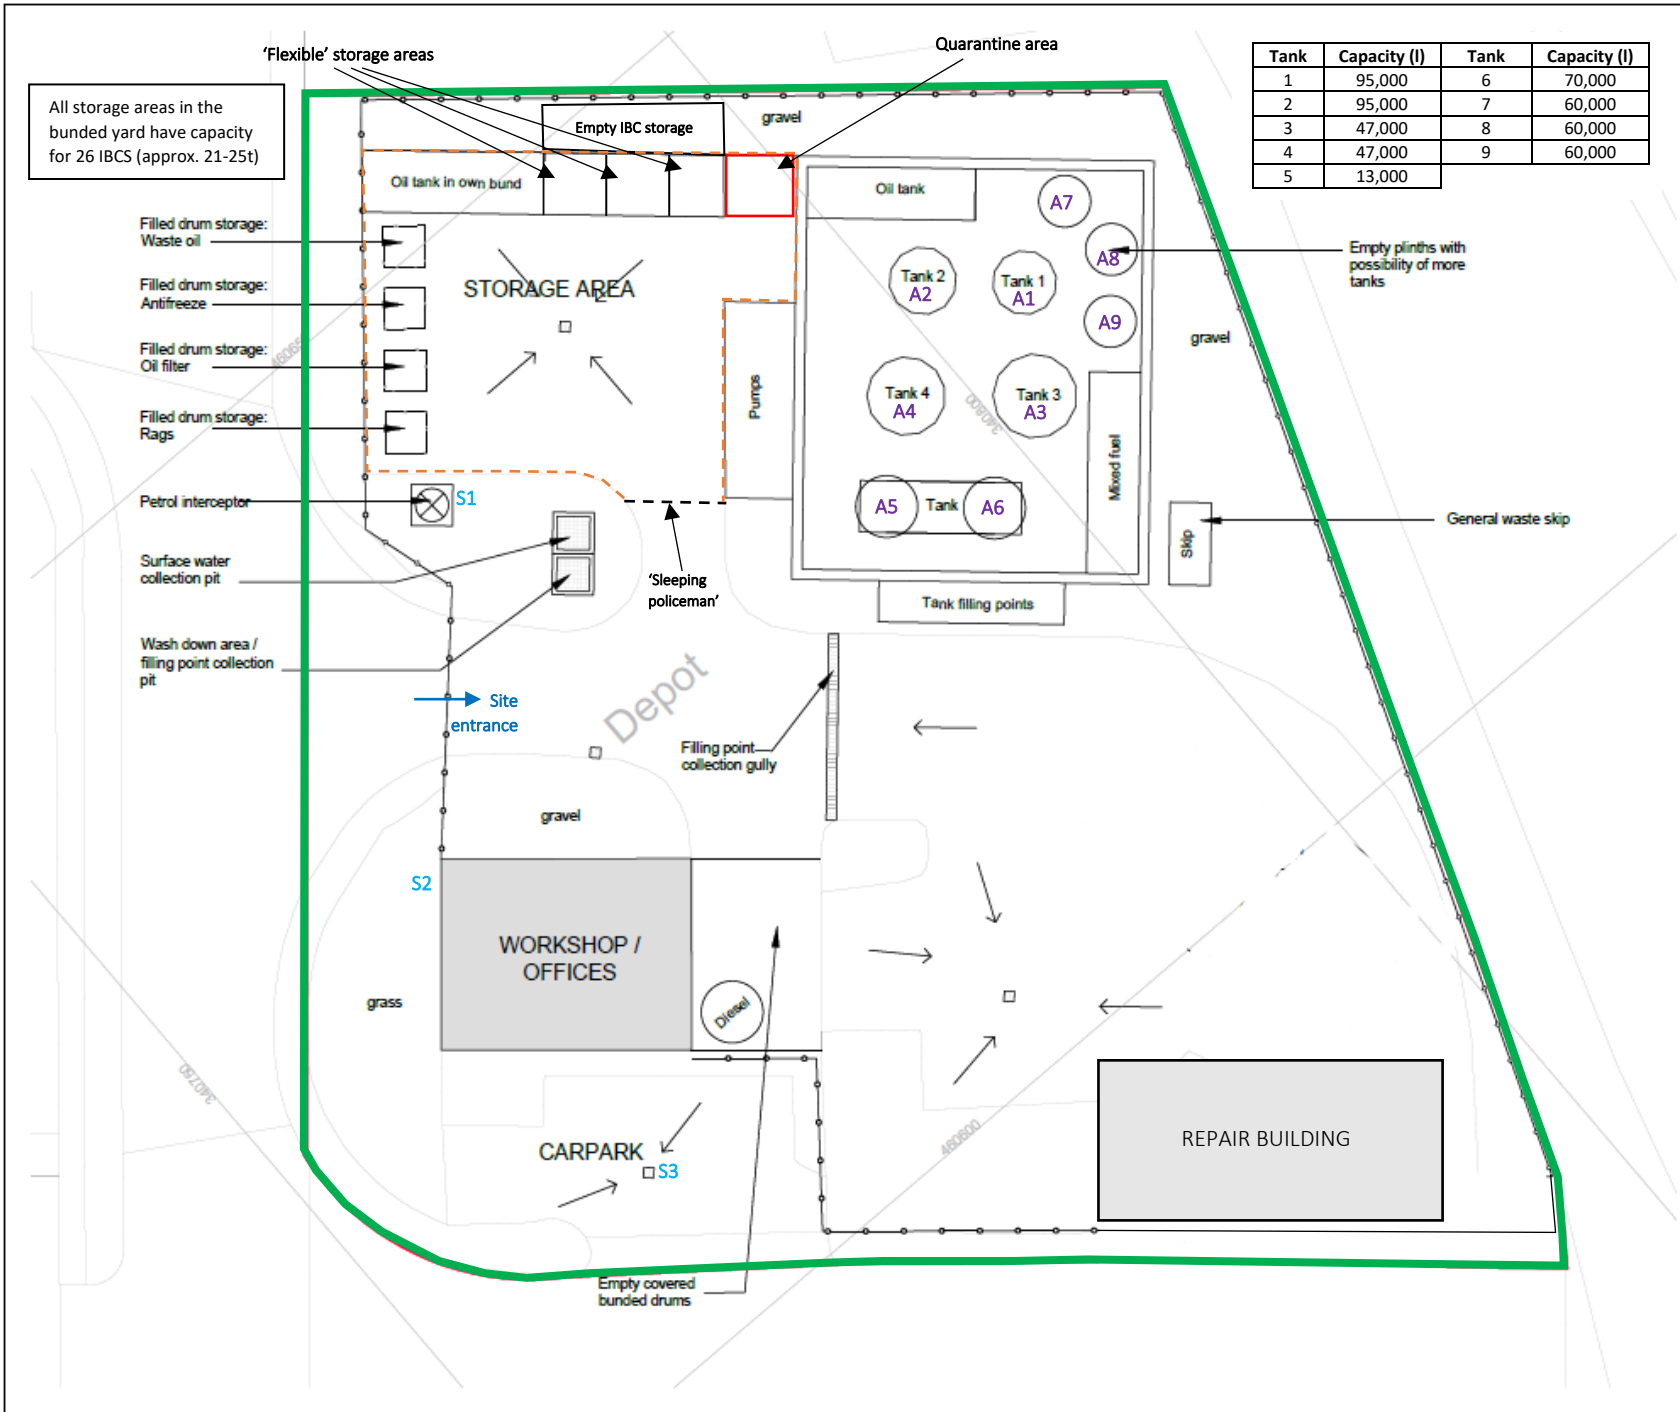 'Flexible' storage areas
Quarantine area
Tank Capacity (l) Tank Capacity (l)
1 95,000 6 70,000
2 95,000 7 60,000
3 47,000 8 60,000
4 47,000 9 60,000
5 13,000
All storage areas in the
bunded yard have capacity
for 26 IBCS (approx. 21-25t)
Empty IBC storage
gravel
Oil tank in own bund
Oil tank
A7
Filled drum storage:
Waste oil
A8
Empty plinths with
possibility of more
tanks
STORAGE AREA
Tank 2
A2
Tank 1
A1
Filled drum storage:
Antifreeze
A9
gravel
Filled drum storage:
Oil filter
46065
Pumps
Tank 4
A4
Tank 3
A3
340800
Filled drum storage:
Rags
Mixed fuel
Petrol interceptor
S1
A5
Tank
A6
General waste skip
Skip
Surface water
collection pit
'Sleeping
policeman'
Tank filling points
Wash down area /
filling point collection
pit
Depot
Site
entrance
Filling point
collection gully
gravel
S2
WORKSHOP /
OFFICES
grass
Diesel
340750
460600
REPAIR BUILDING
CARPARK
S3
Empty covered
bunded drums